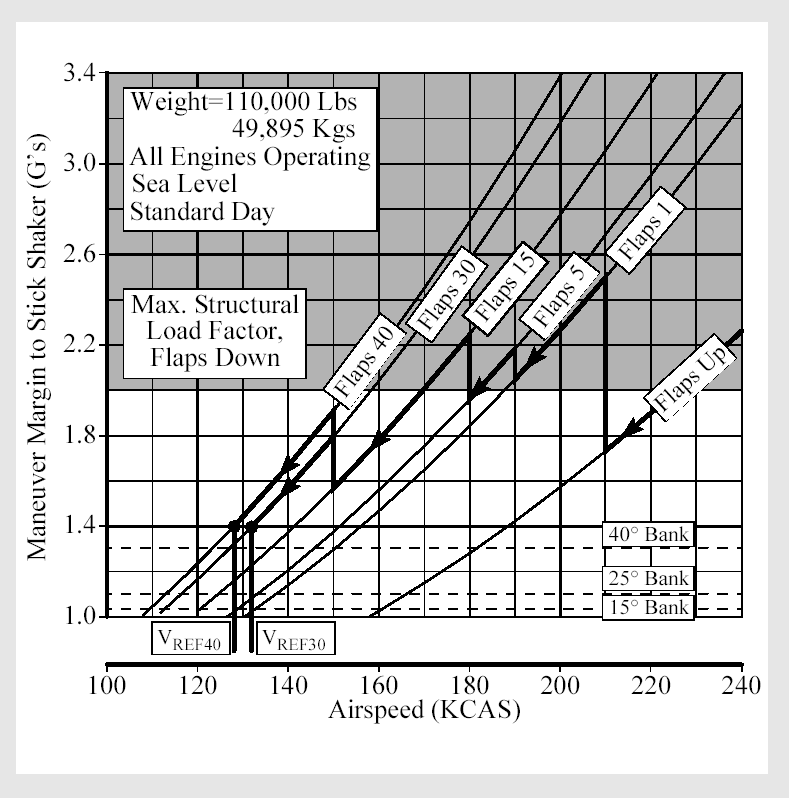 3.4
3.0
2.6
2.2
1.8
1.4
1.0
Maneuver Margin to Stick Shaker (G's)
Weight=110,000 Lbs
49,895 Kgs
All Engines Operating
Sea Level
Standard Day
Max. Structural
Load Factor,
Flaps Down
Flaps 40
Flaps 30
Flaps 15
Flaps 5
Flaps 1
Flaps Up
40° Bank
25° Bank
15° Bank
VREF40
VREF30
100 120 140 160 180 200 220 240
Airspeed (KCAS)